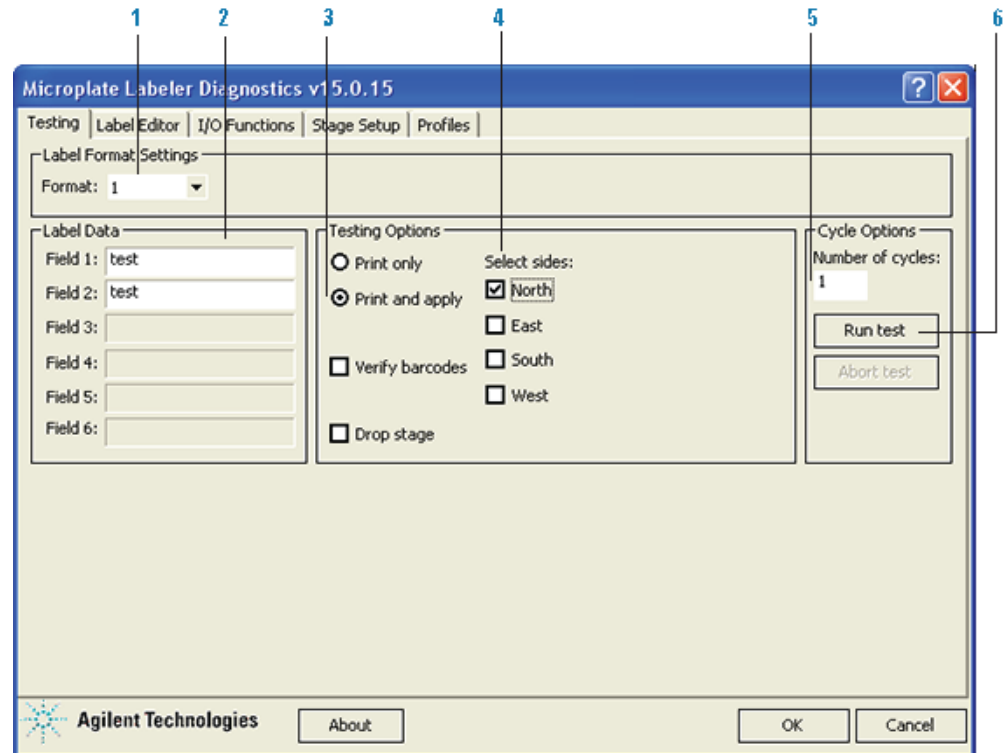 1 2 3 4 5 6
Microplate Labeler Diagnostics v15.0.15
Testing Label Editor I/O Functions Stage Setup Profiles
Label Format Settings
Format: 1
Label Data
Field 1: test
Field 2: test
Field 3:
Field 4:
Field 5:
Field 6:
Testing Options
Print only
Print and apply
Verify barcodes
Drop stage
Select sides:
North
East
South
West
Cycle Options
Number of cycles:
1
Run test
Abort test
Agilent Technologies
About
OK
Cancel